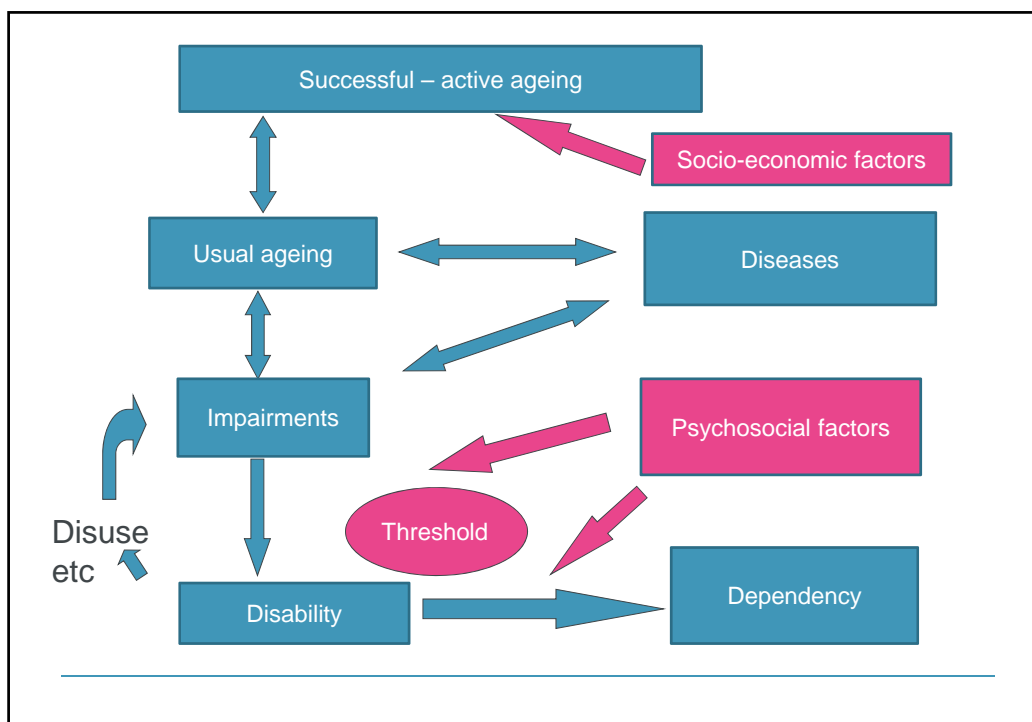 Successful – active ageing
Socio-economic factors
Usual ageing
Diseases
Impairments
Psychosocial factors
Threshold
Disuse
etc
Disability
Dependency